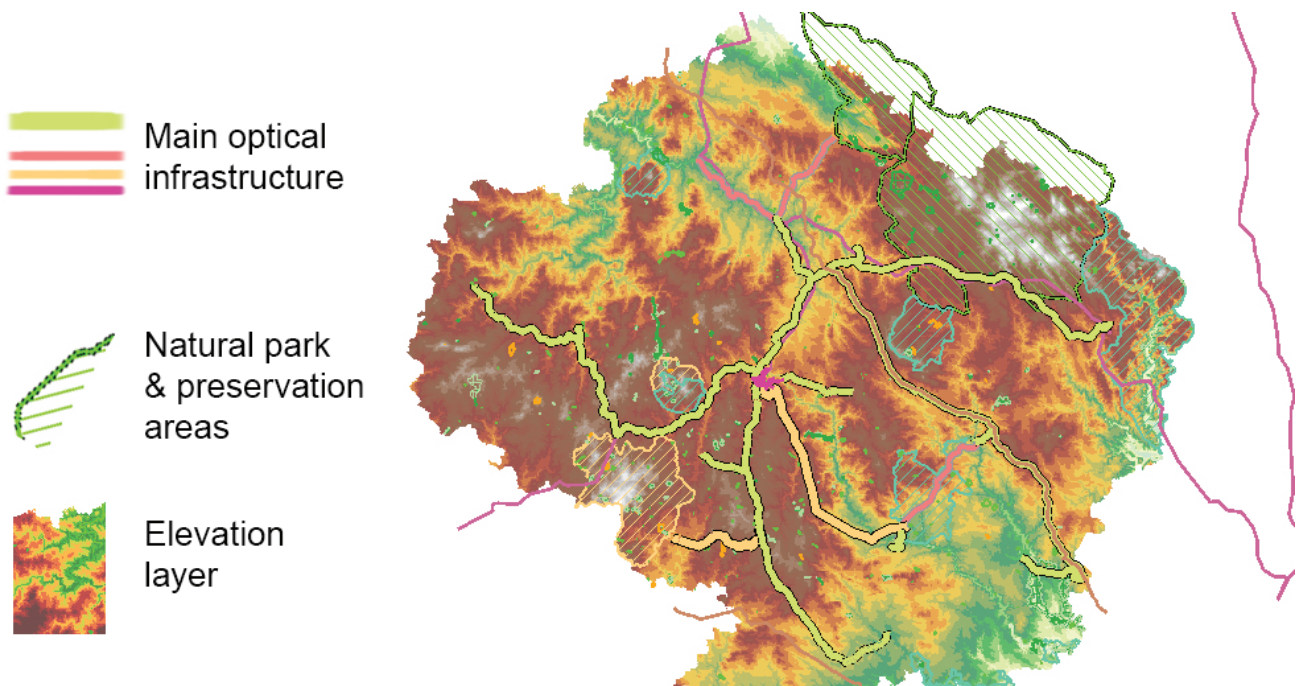 Main optical
infrastructure
Natural park
& preservation
areas
Elevation
layer